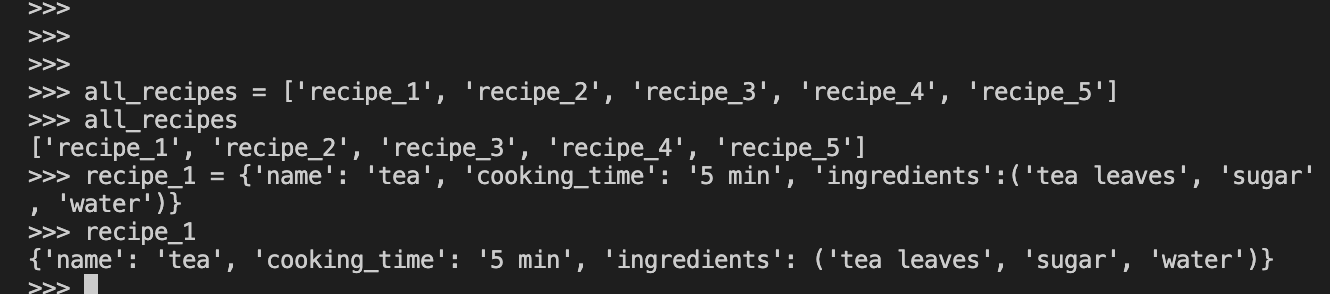 >>>
>>>
>>>
>>> all_recipes = ['recipe_1', 'recipe_2', 'recipe_3', 'recipe_4', 'recipe_5']
>>> all_recipes
['recipe_1', 'recipe_2', 'recipe_3', 'recipe_4', 'recipe_5']
>>> recipe_1 = {'name': 'tea', 'cooking_time': '5 min', 'ingredients':('tea leaves', 'sugar'
, 'water')}
>>> recipe_1
{'name': 'tea', 'cooking_time': '5 min', 'ingredients': ('tea leaves', 'sugar', 'water')}
>>>